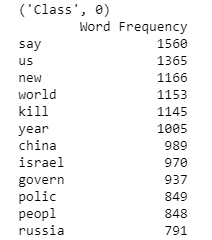 ('Class', 0)
Word Frequency
say 1560
us 1365
new 1166
world 1153
kill 1145
year 1005
china 989
israel 970
govern 937
polic 849
peopl 848
russia 791